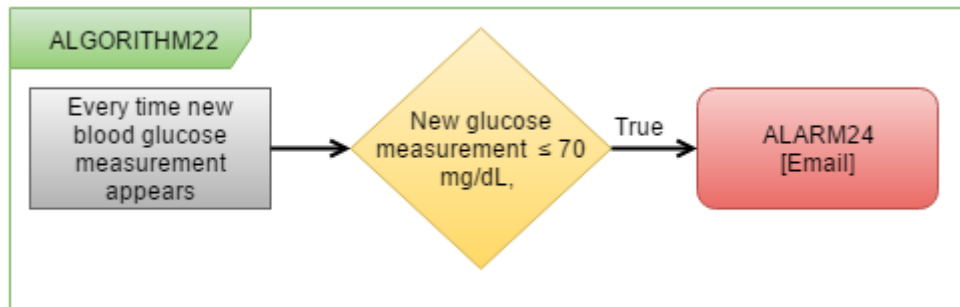 ALGORITHM22
Every time new
blood glucose
measurement
appears
New glucose
measurement ≤ 70
mg/dL,
True
ALARM24
[Email]